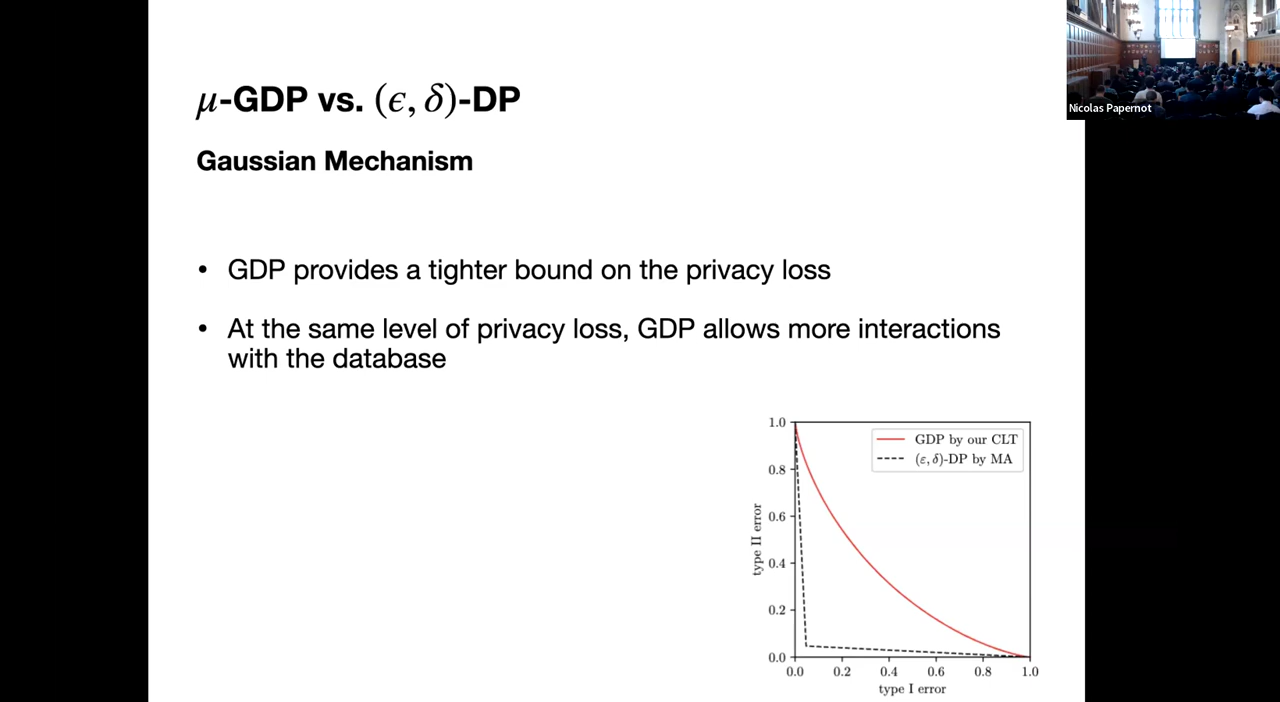 μ-GDP vs. (ϵ, δ)-DP
Nicolas Papernot
Gaussian Mechanism
• GDP provides a tighter bound on the privacy loss
• At the same level of privacy loss, GDP allows more interactions
with the database
1.0
0.8
0.6
0.4
0.2
0.0
type II error
GDP by our CLT
(ε, δ)-DP by MA
0.0 0.2 0.4 0.6 0.8 1.0
type I error